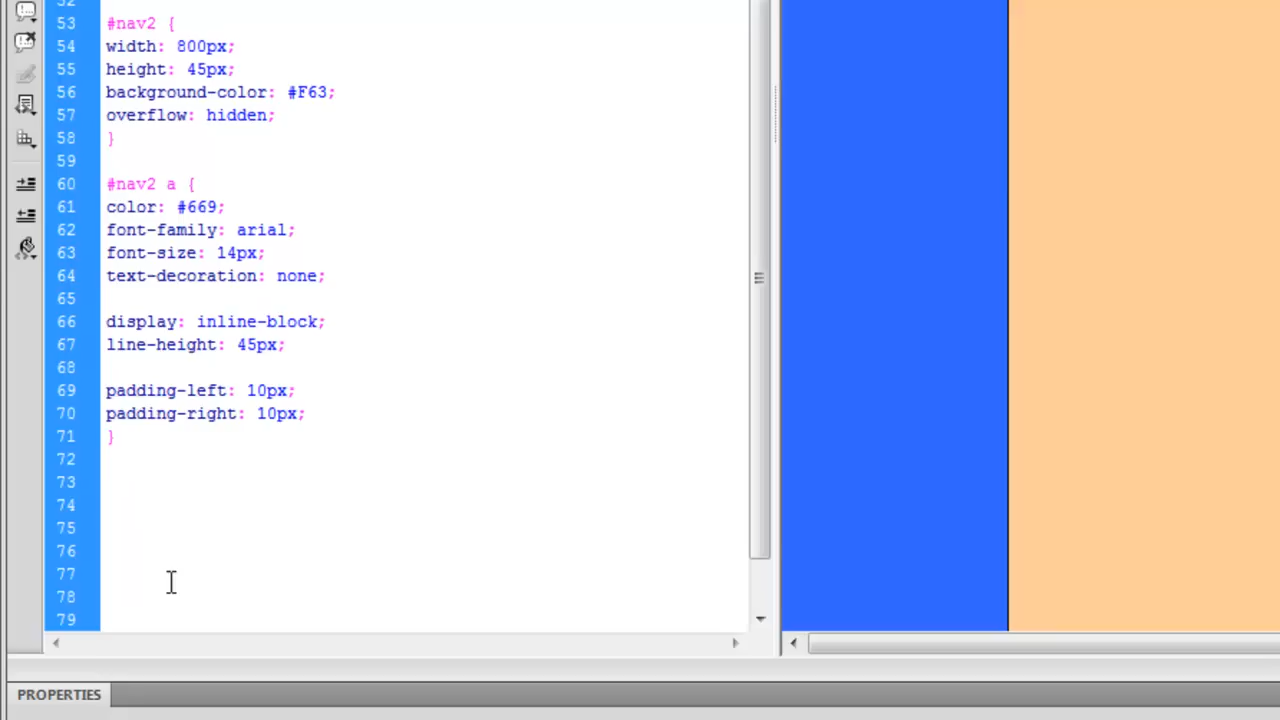 52
53 #nav2 {
54 width: 800px;
55 height: 45px;
56 background-color: #F63;
57 overflow: hidden;
58 }
59
60 #nav2 a {
61 color: #669;
62 font-family: arial;
63 font-size: 14px;
64 text-decoration: none;
65
66 display: inline-block;
67 line-height: 45px;
68
69 padding-left: 10px;
70 padding-right: 10px;
71 }
72
73
74
75
76
77
78
79
PROPERTIES